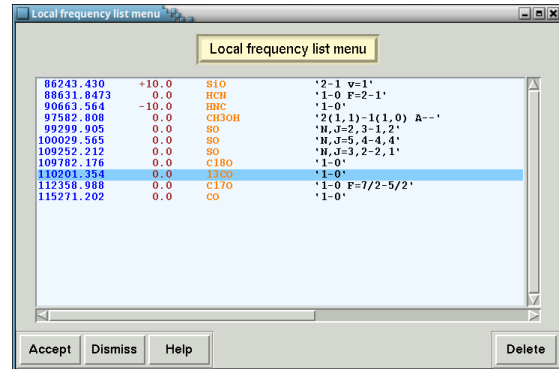 Local frequency list menu
Local frequency list menu
86243.430 +10.0 SiO '2-1 v=1'
88631.8473 0.0 HCN '1-0 F=2-1'
90663.564 -10.0 HNC '1-0'
97582.808 0.0 CH3OH '2(1,1)-1(1,0) A--'
99299.905 0.0 SO 'N,J=2,3-1,2'
100029.565 0.0 SO 'N,J=5,4-4,4'
109252.212 0.0 SO 'N,J=3,2-2,1'
109782.176 0.0 C18O '1-0'
110201.354 0.0 13CO '1-0'
112358.988 0.0 C17O '1-0 F=7/2-5/2'
115271.202 0.0 CO '1-0'
Accept Dismiss Help Delete